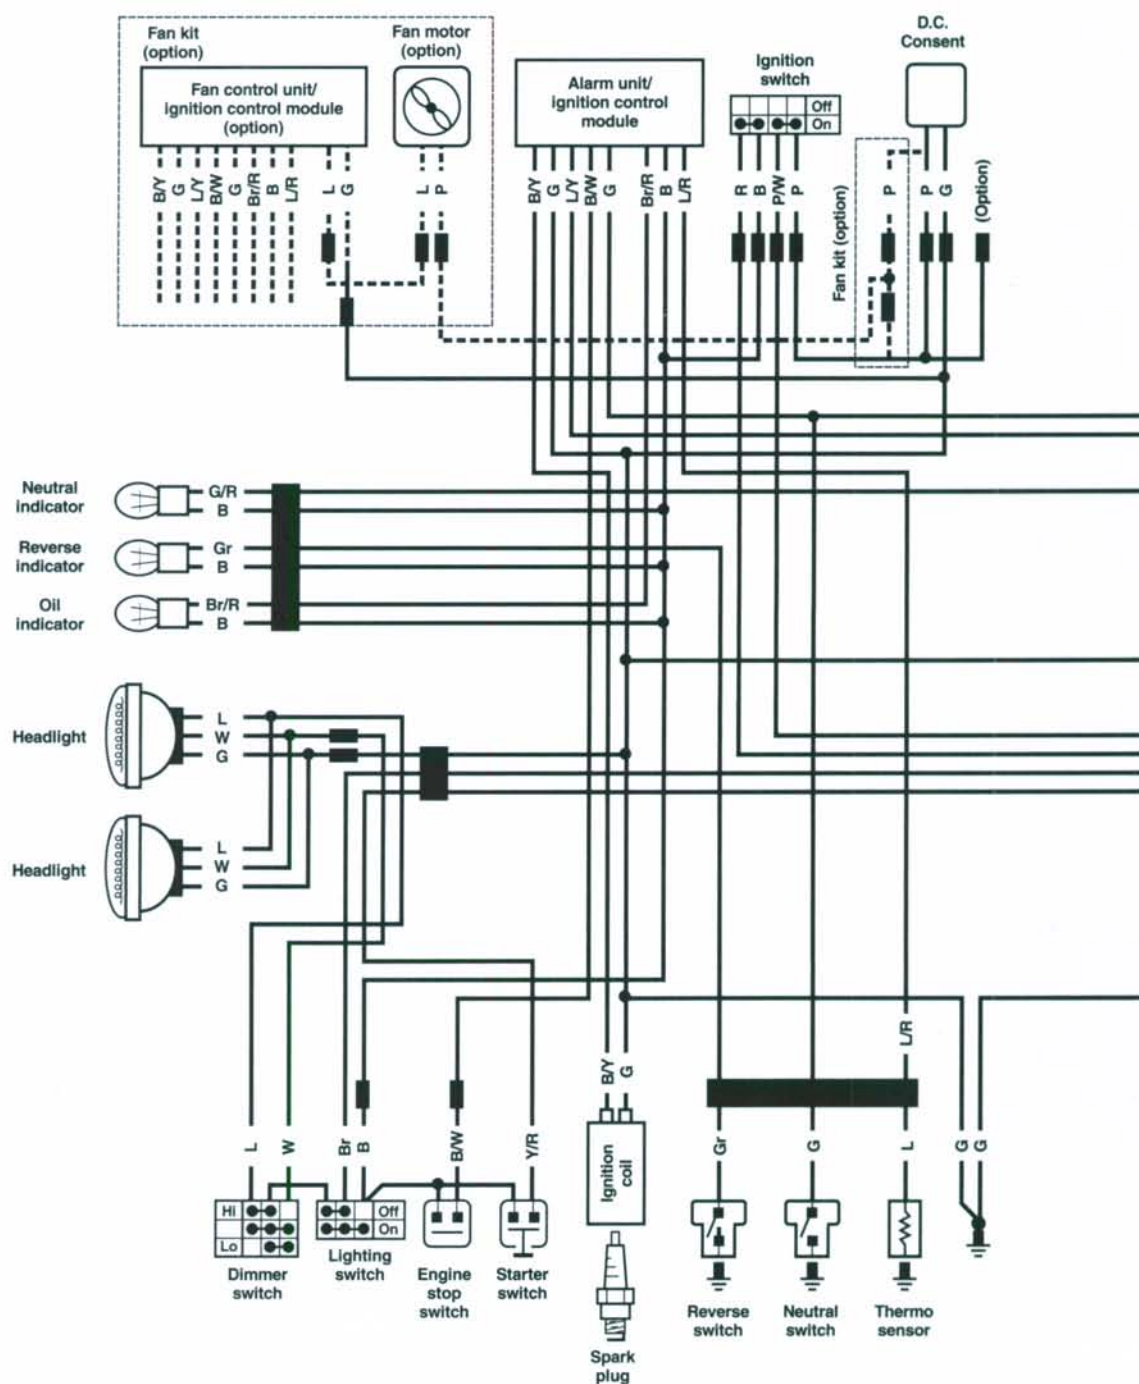 Fan kit
(option)
Fan motor
(option)
D.C.
Consent
Fan control unit/
ignition control module
(option)
Alarm unit/
ignition control
module
Ignition
switch
Off
On
B/Y
G
L/Y
B/W
G
Br/R
B
L/R
L
G
L
P
B/Y
G
L/Y
B/W
G
Br/R
B
L/R
R
B
P/W
P
Fan kit (option)
P
P
G
(Option)
Neutral
indicator
G/R
B
Reverse
indicator
Gr
B
Oil
indicator
Br/R
B
Headlight
L
W
G
Headlight
L
W
G
L
W
Br
B
B/W
Y/R
B/Y
G
L/R
Gr
G
L
G
G
Hi
Lo
Dimmer
switch
Off
On
Lighting
switch
Engine
stop
switch
Starter
switch
Ignition
coil
Spark
plug
Reverse
switch
Neutral
switch
Thermo
sensor